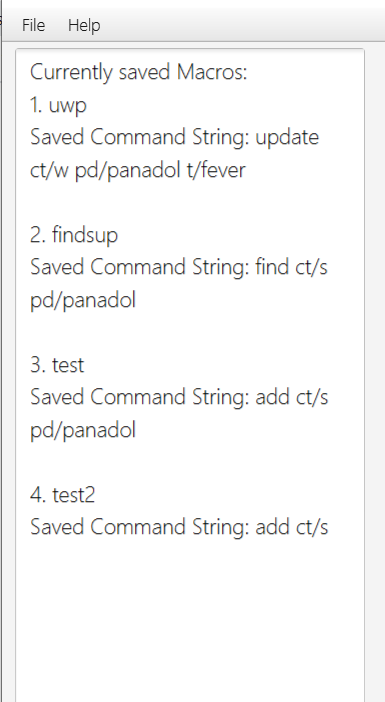 File Help
Currently saved Macros:
1. uwp
Saved Command String: update
ct/w pd/panadol t/fever
2. findsup
Saved Command String: find ct/s
pd/panadol
3. test
Saved Command String: add ct/s
pd/panadol
4. test2
Saved Command String: add ct/s